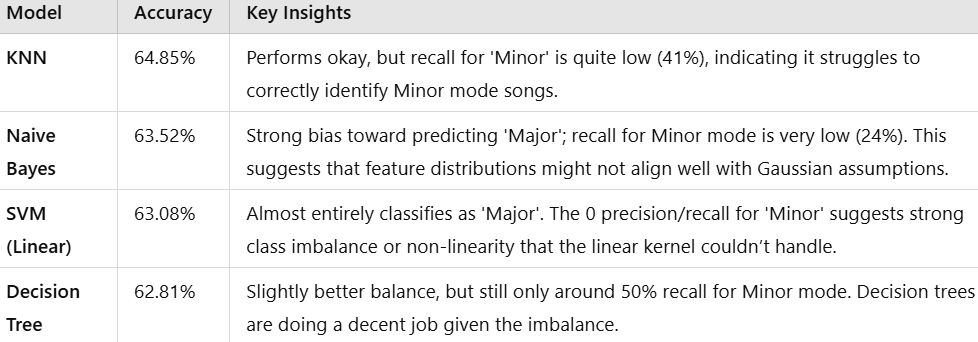 Model Accuracy Key Insights
KNN 64.85% Performs okay, but recall for 'Minor' is quite low (41%), indicating it struggles to
correctly identify Minor mode songs.
Naive 63.52% Strong bias toward predicting 'Major'; recall for Minor mode is very low (24%). This
Bayes suggests that feature distributions might not align well with Gaussian assumptions.
SVM 63.08% Almost entirely classifies as 'Major'. The 0 precision/recall for 'Minor' suggests strong
(Linear) class imbalance or non-linearity that the linear kernel couldn’t handle.
Decision 62.81% Slightly better balance, but still only around 50% recall for Minor mode. Decision trees
Tree are doing a decent job given the imbalance.